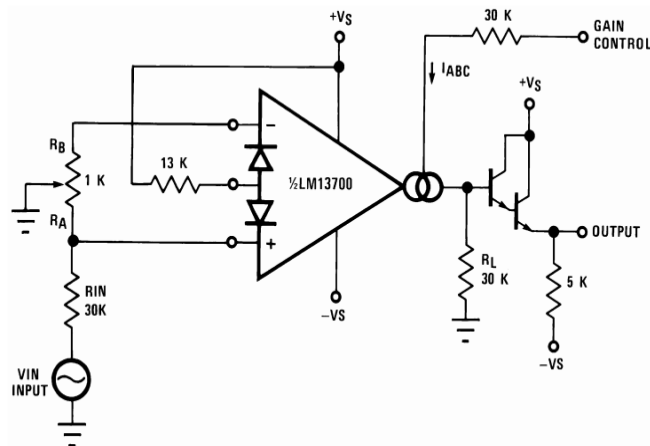 +VS
30 K
GAIN
CONTROL
IABC
+VS
RB
1 K
RA
13 K
−
½LM13700
+
−VS
RL
30 K
OUTPUT
5 K
−VS
RIN
30K
VIN
INPUT